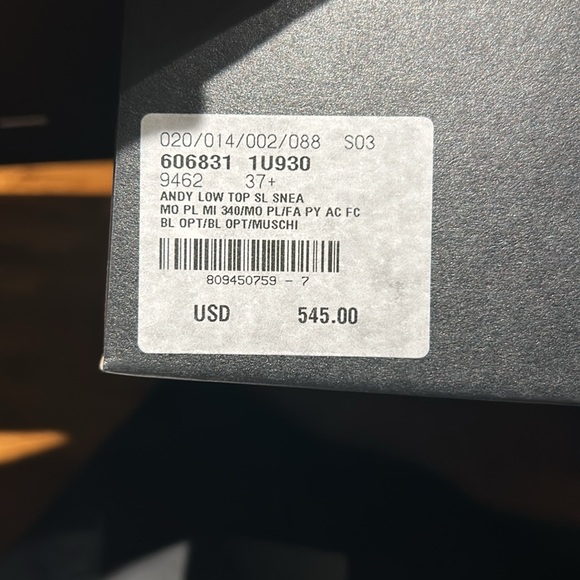 020/014/002/088 S03
606831 1U930
9462 37+
ANDY LOW TOP SL SNEA
MO PL MI 340/MO PL/FA PY AC FC
BL OPT/BL OPT/MUSCHI
809450759 - 7
USD 545.00